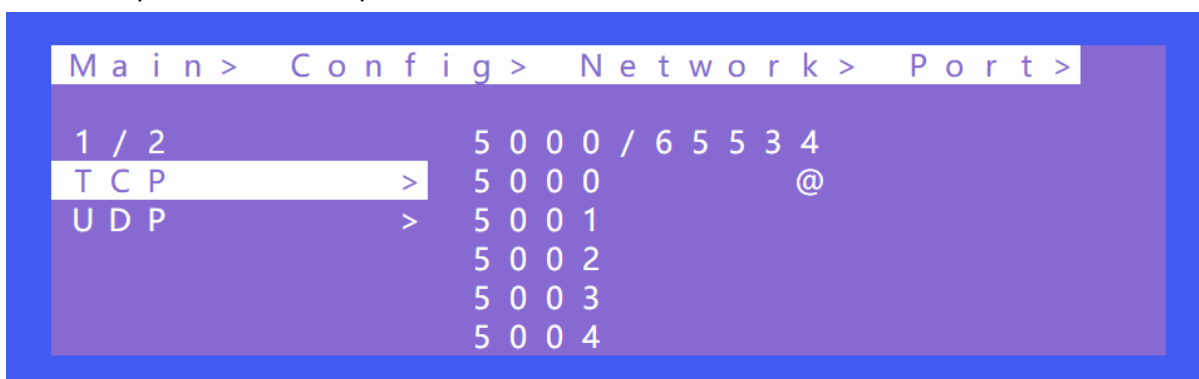 Main> Config> Network> Port>
1/2 5000/65534
TCP > 5000 @
UDP > 5001
5002
5003
5004